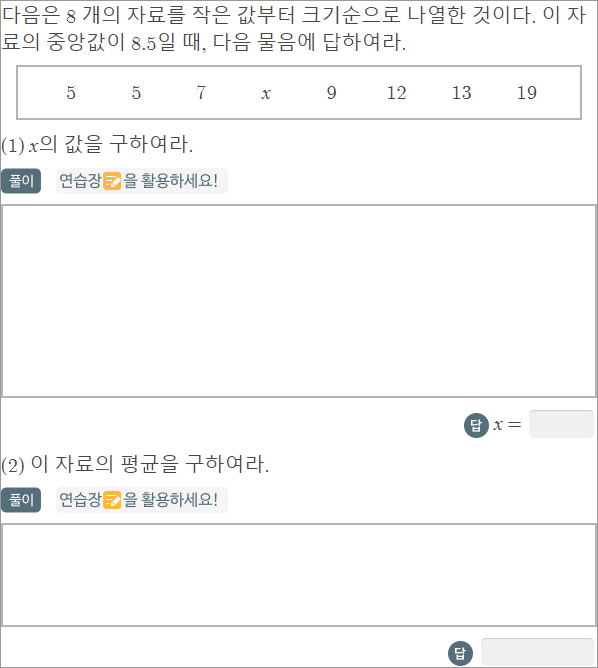 다음은 8 개의 자료를 작은 값부터 크기순으로 나열한 것이다. 이 자
료의 중앙값이 8.5일 때, 다음 물음에 답하여라.
5 5 7 x 9 12 13 19
(1) x의 값을 구하여라.
풀이 연습장을 활용하세요!
답 x =
(2) 이 자료의 평균을 구하여라.
풀이 연습장을 활용하세요!
답